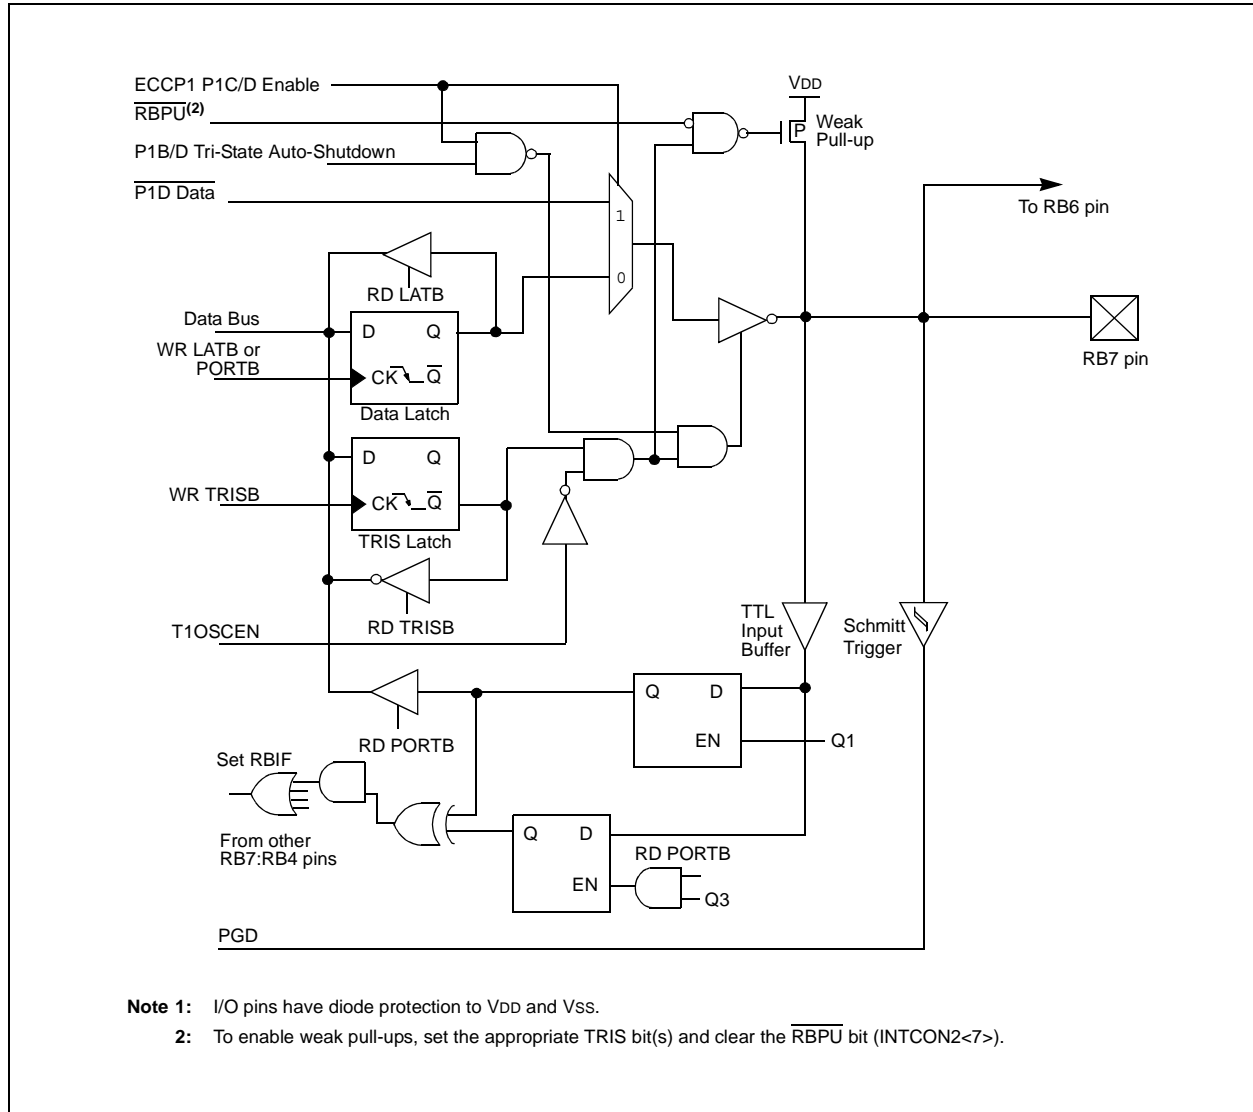 ECCP1 P1C/D Enable
RBPU(2)
P1B/D Tri-State Auto-Shutdown
P1D Data
VDD
P
Weak
Pull-up
To RB6 pin
1
0
RD LATB
Data Bus
WR LATB or
PORTB
D Q
CK Q
Data Latch
RB7 pin
D Q
CK Q
WR TRISB
TRIS Latch
RD TRISB
T1OSCEN
TTL
Input
Buffer
Schmitt
Trigger
Q D
EN
Q1
RD PORTB
Set RBIF
From other
RB7:RB4 pins
Q D
EN
RD PORTB
Q3
PGD
Note 1: I/O pins have diode protection to VDD and VSS.
2: To enable weak pull-ups, set the appropriate TRIS bit(s) and clear the RBPU bit (INTCON2<7>).